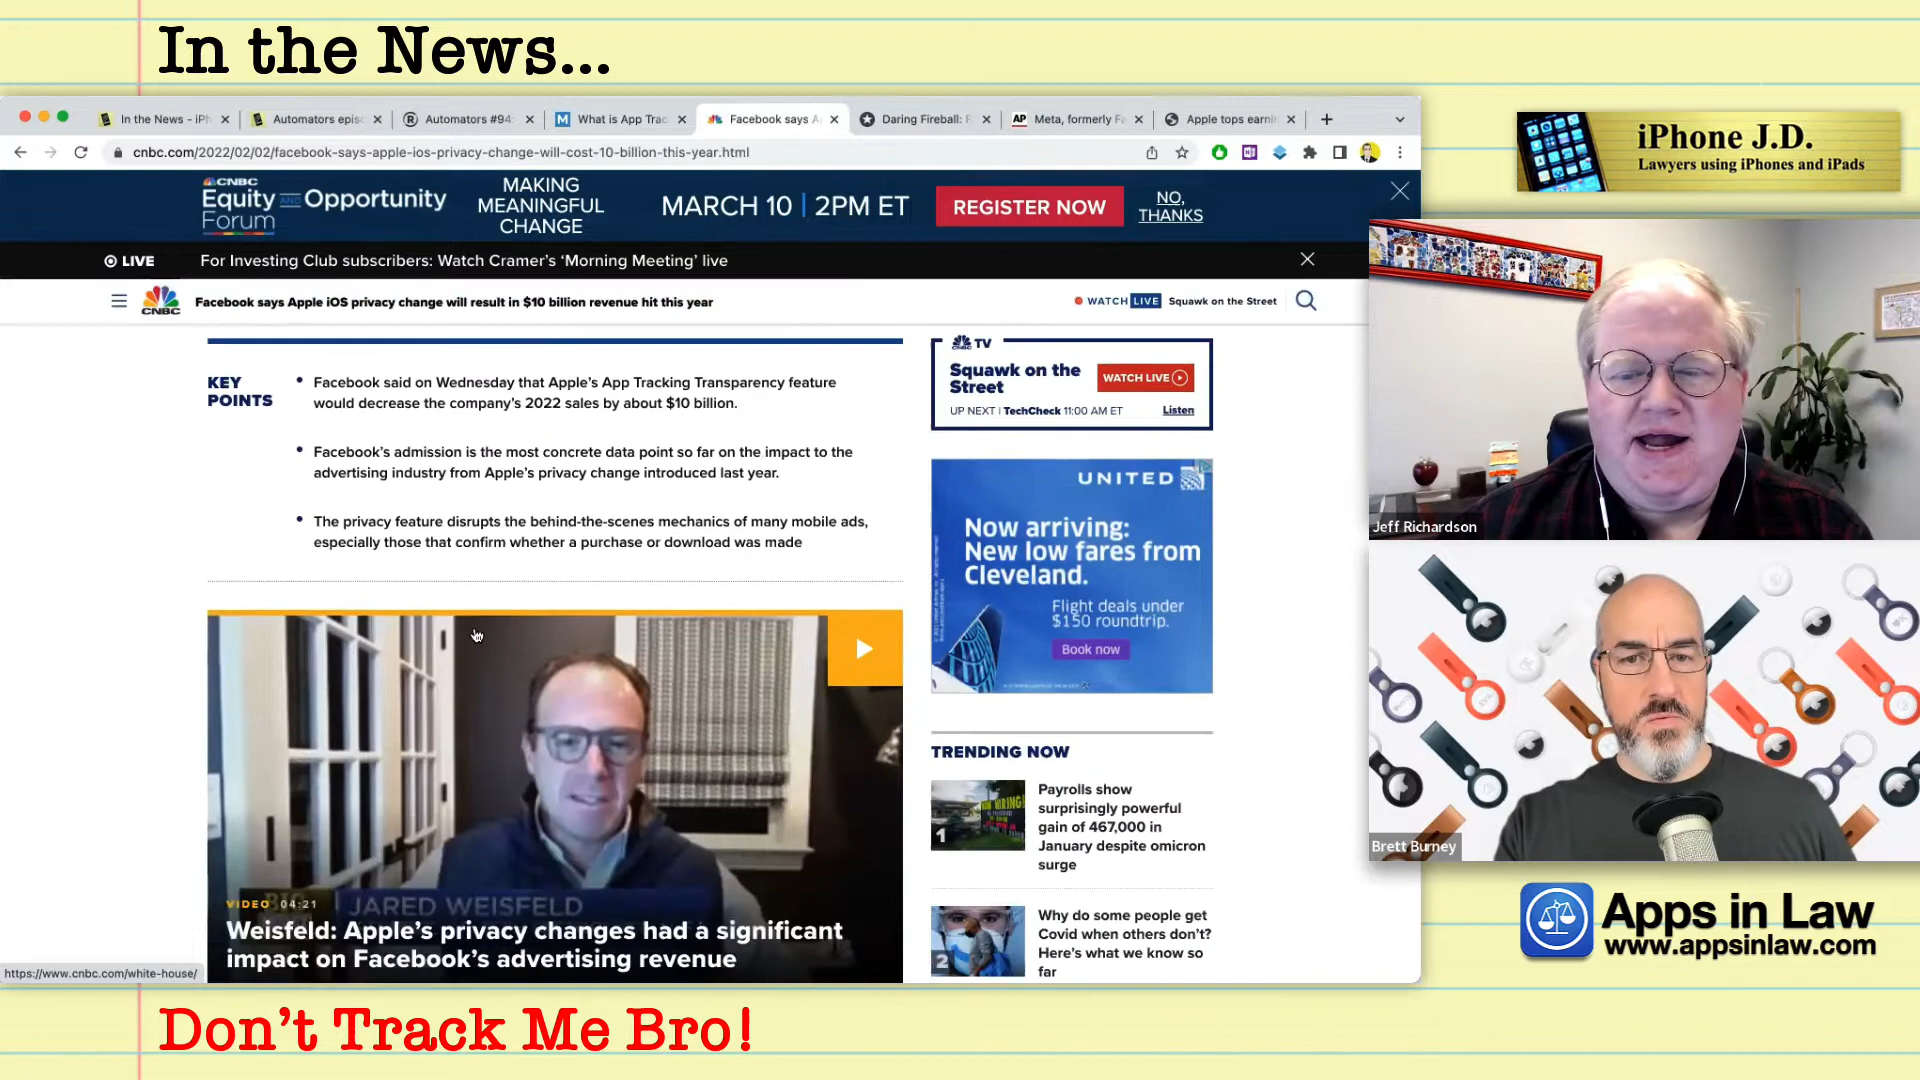 In the News...
In the News - iPh
Automators epis
Automators #94:
What is App Trac
Facebook says A
Daring Fireball: F
Meta, formerly Fa
Apple tops earnin
cnbc.com/2022/02/02/facebook-says-apple-ios-privacy-change-will-cost-10-billion-this-year.html
CNBC
Equity AND Opportunity
Forum
MAKING
MEANINGFUL
CHANGE
MARCH 10 | 2PM ET
REGISTER NOW
NO,
THANKS
LIVE
For Investing Club subscribers: Watch Cramer's ‘Morning Meeting’ live
CNBC
Facebook says Apple iOS privacy change will result in $10 billion revenue hit this year
WATCH LIVE Squawk on the Street
KEY
POINTS
• Facebook said on Wednesday that Apple’s App Tracking Transparency feature
would decrease the company’s 2022 sales by about $10 billion.
• Facebook’s admission is the most concrete data point so far on the impact to the
advertising industry from Apple’s privacy change introduced last year.
• The privacy feature disrupts the behind-the-scenes mechanics of many mobile ads,
especially those that confirm whether a purchase or download was made
VIDEO 04:21
JARED WEISFELD
Weisfeld: Apple’s privacy changes had a significant
impact on Facebook’s advertising revenue
CNBC TV
Squawk on the
Street
WATCH LIVE
UP NEXT | TechCheck 11:00 AM ET
Listen
UNITED
Now arriving:
New low fares from
Cleveland.
Flight deals under
$150 roundtrip.
Book now
TRENDING NOW
1
Payrolls show
surprisingly powerful
gain of 467,000 in
January despite omicron
surge
2
Why do some people get
Covid when others don’t?
Here’s what we know so
far
https://www.cnbc.com/white-house/
iPhone J.D.
Lawyers using iPhones and iPads
Jeff Richardson
Brett Burney
Apps in Law
www.appsinlaw.com
Don’t Track Me Bro!